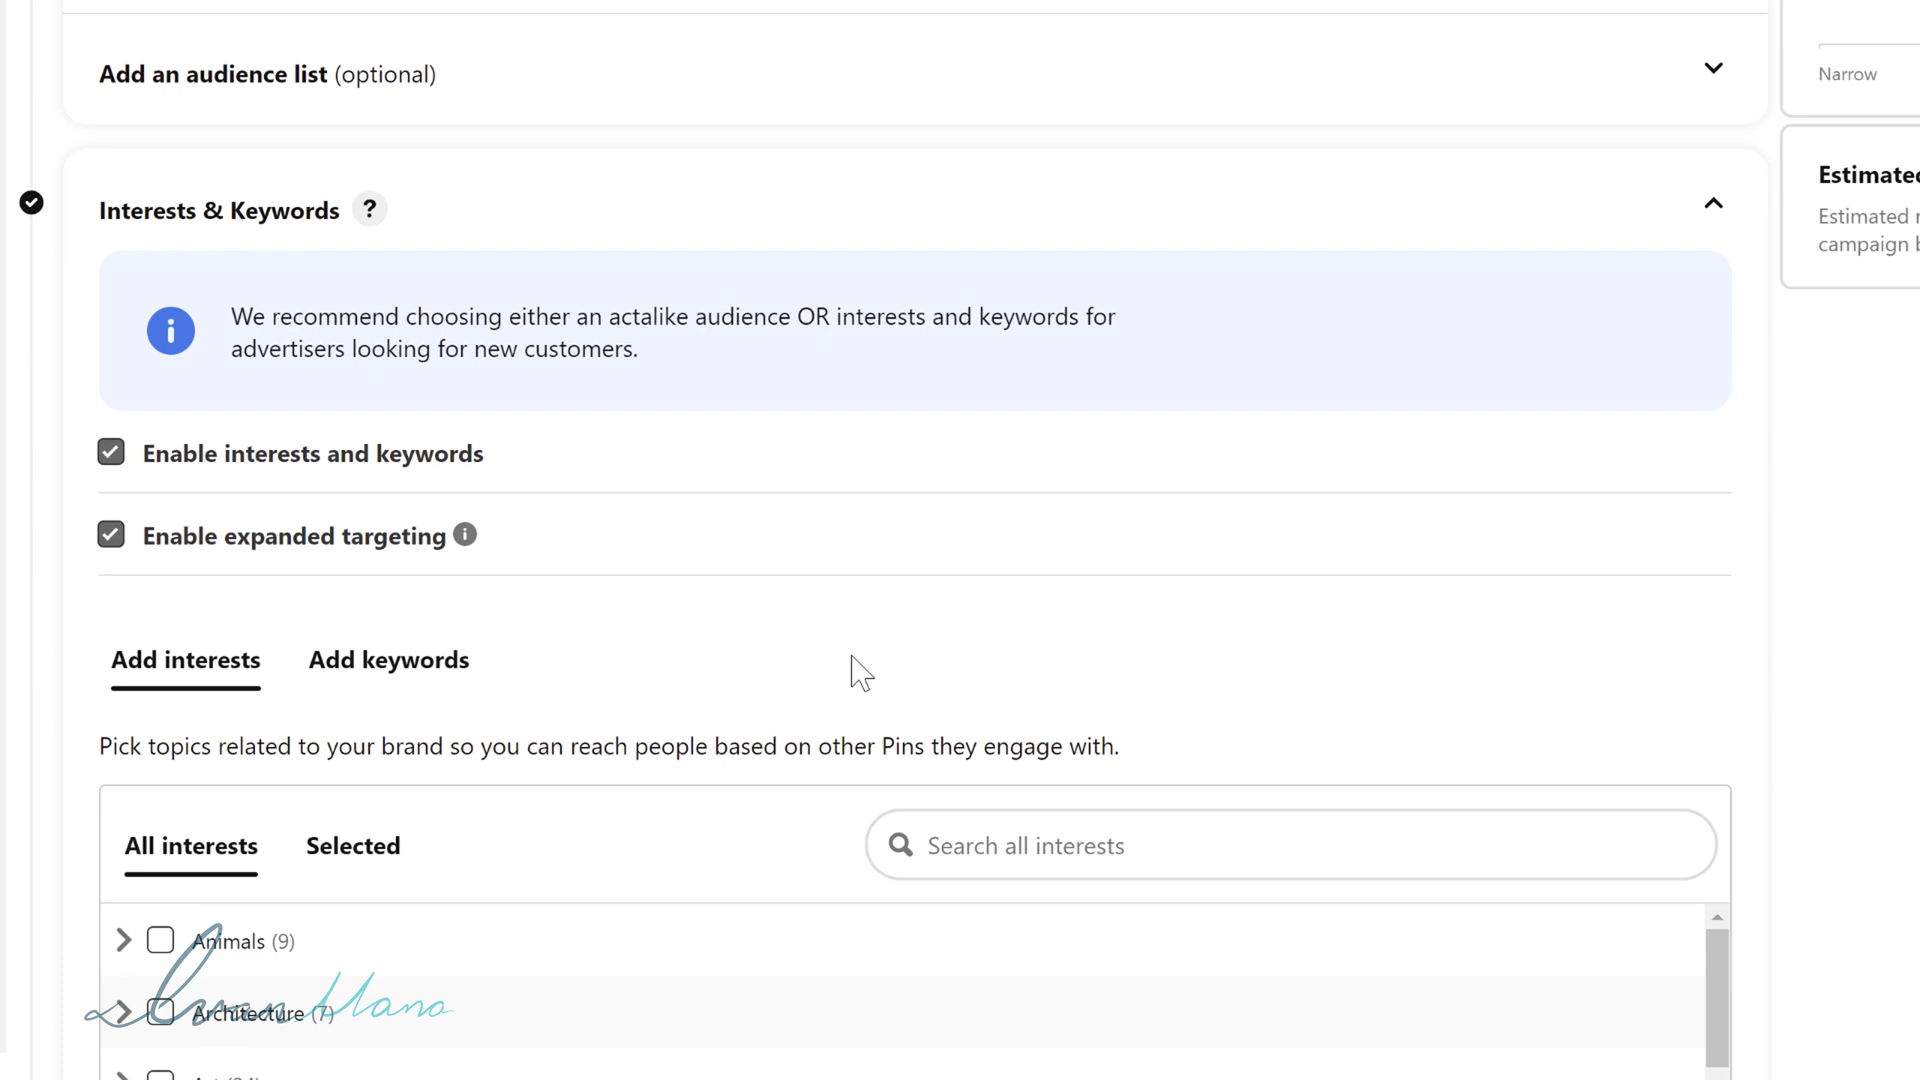 Add an audience list (optional)
Narrow
Interests & Keywords ?
Estimated
Estimated
campaign
We recommend choosing either an actalike audience OR interests and keywords for
advertisers looking for new customers.
Enable interests and keywords
Enable expanded targeting
Add interests Add keywords
Pick topics related to your brand so you can reach people based on other Pins they engage with.
All interests Selected Search all interests
Animals (9)
Architecture (7)